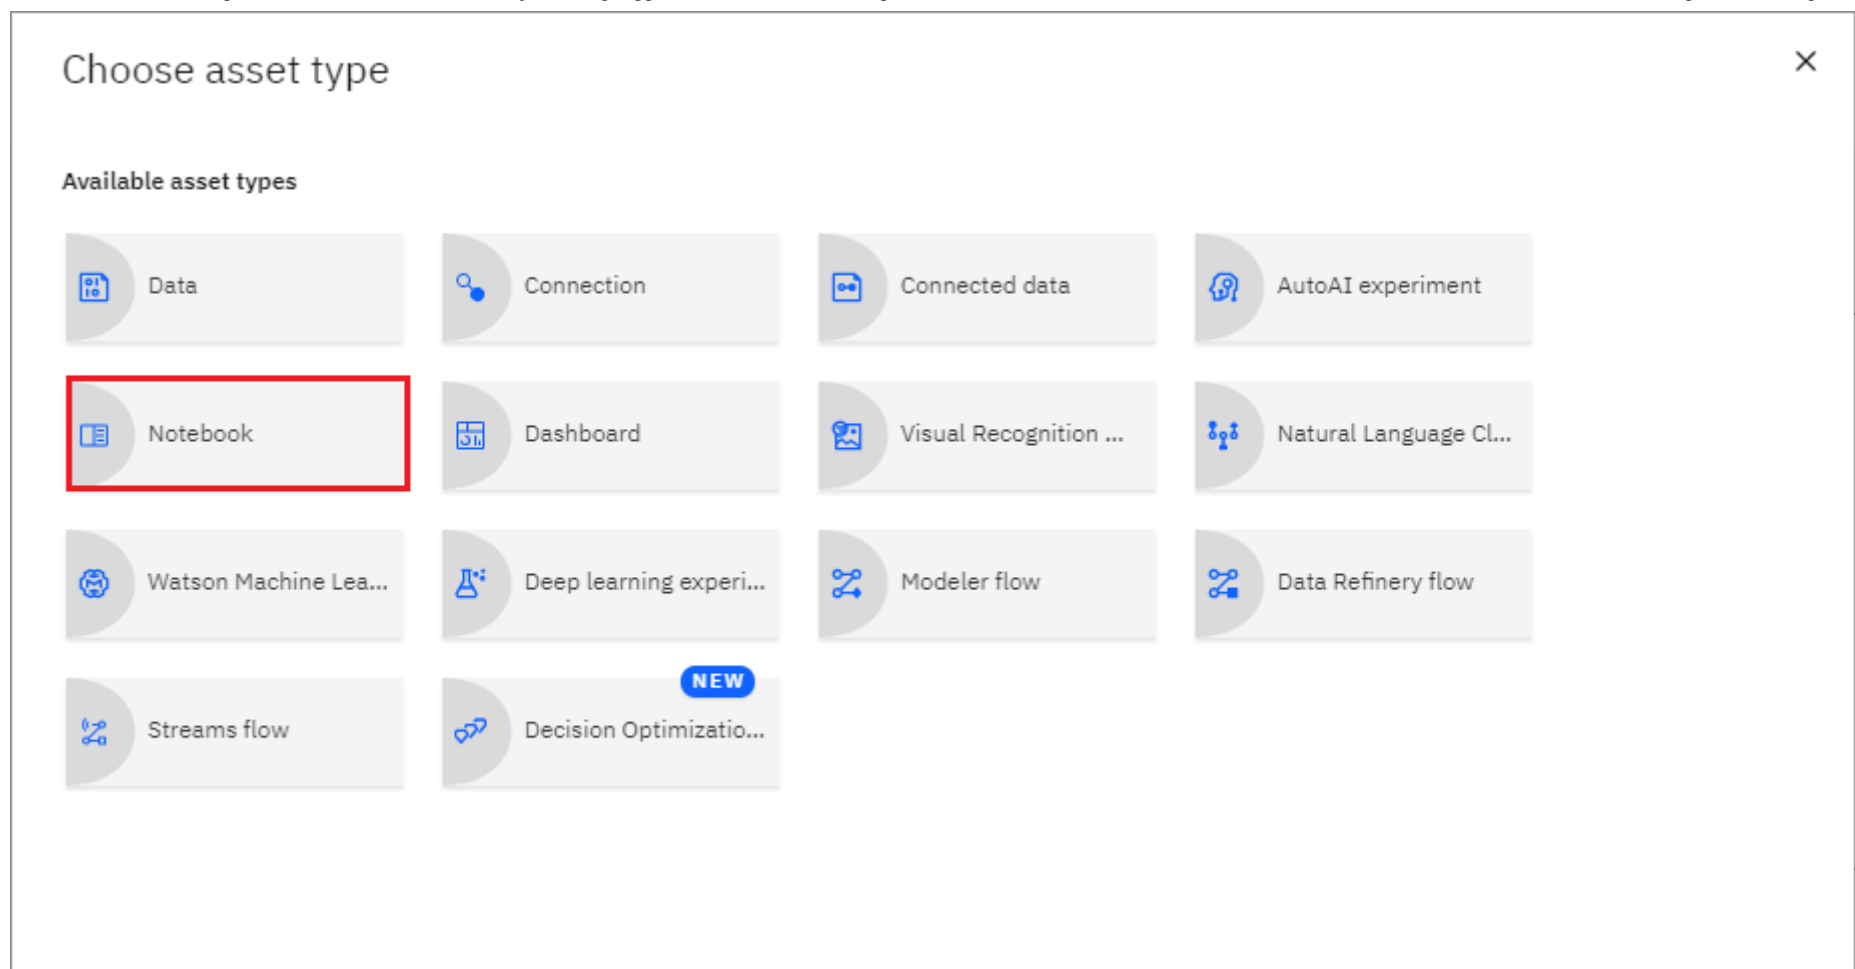 Choose asset type
Available asset types
Data
Connection
Connected data
AutoAI experiment
Notebook
Dashboard
Visual Recognition ...
Natural Language Cl...
Watson Machine Lea...
Deep learning experi...
Modeler flow
Data Refinery flow
NEW
Streams flow
Decision Optimizatio...